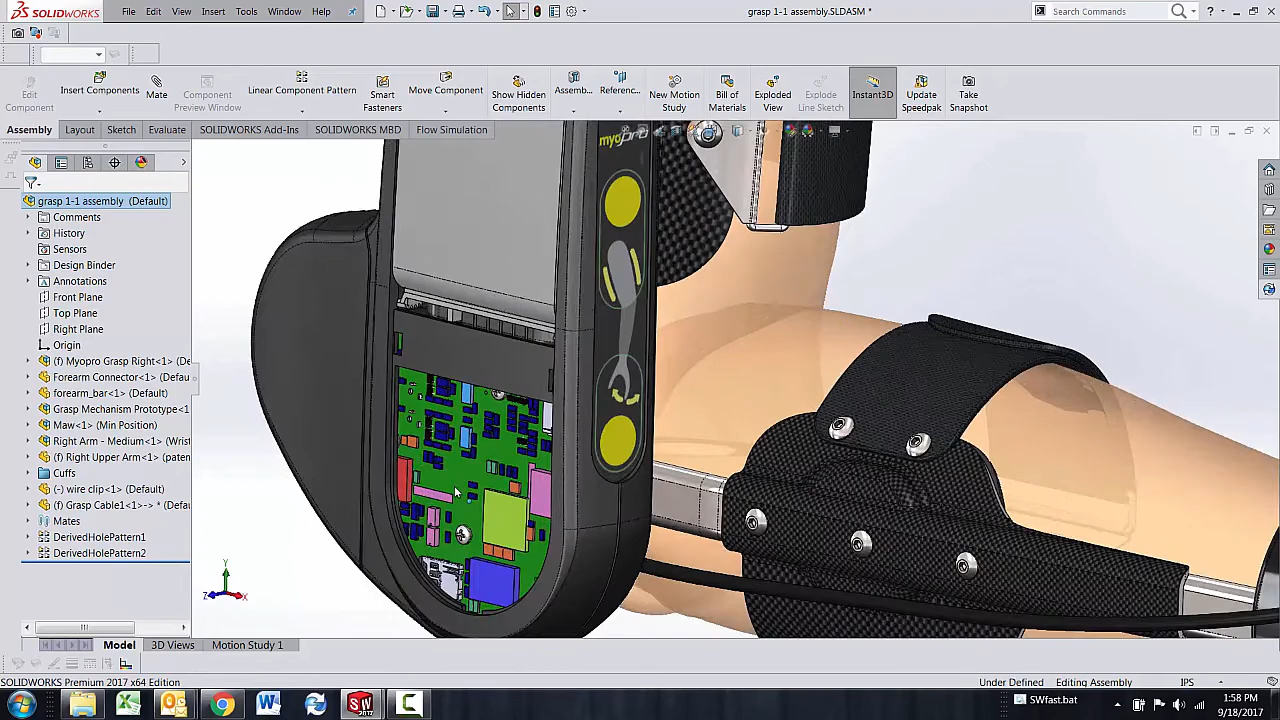 SOLIDWORKS
File Edit View Insert Tools Window Help
grasp 1-1 assembly.SLDASM *
Search Commands
Edit Component
Insert Components
Mate
Component Preview Window
Linear Component Pattern
Smart Fasteners
Move Component
Show Hidden Components
Assemb...
Referenc...
New Motion Study
Bill of Materials
Exploded View
Explode Line Sketch
Instant3D
Update Speedpak
Take Snapshot
Assembly Layout Sketch Evaluate SOLIDWORKS Add-Ins SOLIDWORKS MBD Flow Simulation
myopro
grasp 1-1 assembly (Default)
Comments
History
Sensors
Design Binder
Annotations
Front Plane
Top Plane
Right Plane
Origin
(f) Myopro Grasp Right<1> (De
Forearm Connector<1> (Defau
forearm_bar<1> (Default)
Grasp Mechanism Prototype<1
Maw<1> (Min Position)
Right Arm - Medium<1> (Wrist
(f) Right Upper Arm<1> (paten
Cuffs
(-) wire clip<1> (Default)
(f) Grasp Cable1<1>-> * (Defau
Mates
DerivedHolePattern1
DerivedHolePattern2
Y
Z
X
Model 3D Views Motion Study 1
SOLIDWORKS Premium 2017 x64 Edition
Under Defined Editing Assembly IPS
SWfast.bat
1:58 PM
9/18/2017